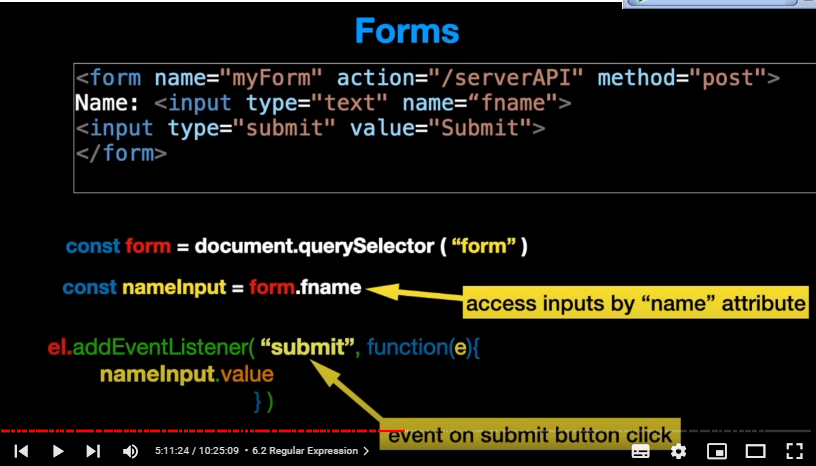 Forms
<form name="myForm" action="/serverAPI" method="post">
Name: <input type="text" name=“fname">
<input type="submit" value="Submit">
</form>
const form = document.querySelector ( “form” )
const nameInput = form.fname
access inputs by “name” attribute
el.addEventListener( “submit”, function(e){
nameInput.value
} )
event on submit button click
5:11:24 / 10:25:09 • 6.2 Regular Expression >